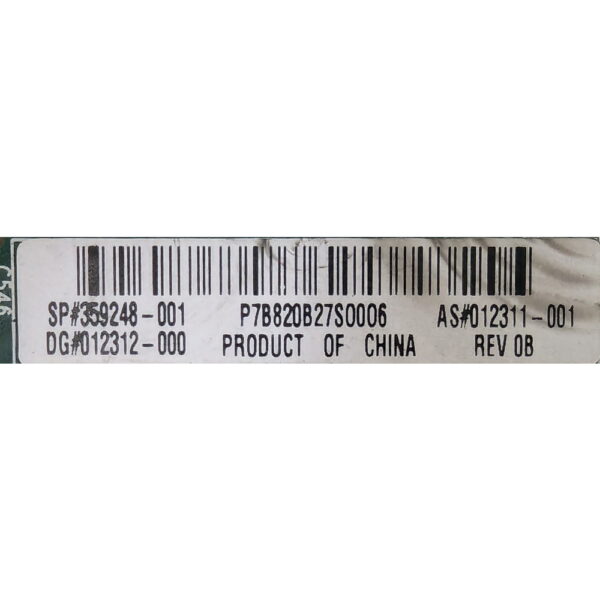 C546
SP#359248-001 P7B820B27S0006 AS#012311-001
DG#012312-000 PRODUCT OF CHINA REV 0B